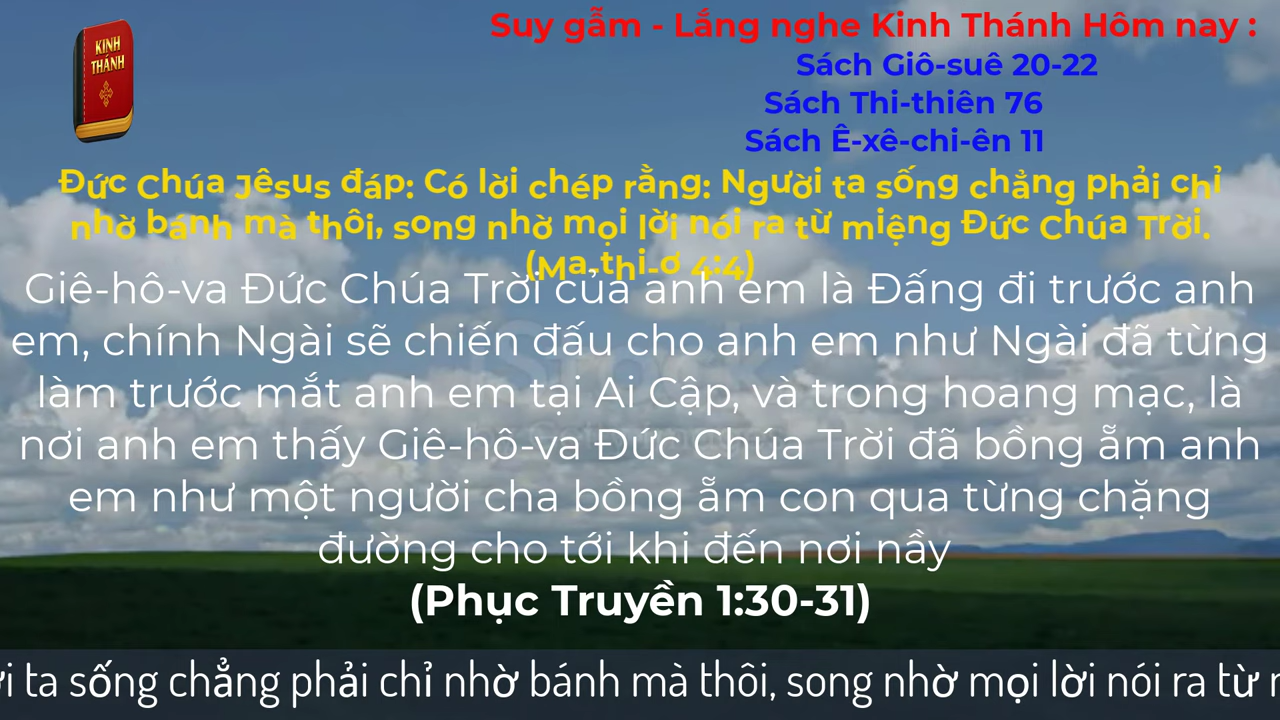 KINH
THÁNH
Suy gẫm - Lắng nghe Kinh Thánh Hôm nay :
Sách Giô-suê 20-22
Sách Thi-thiên 76
Sách Ê-xê-chi-ên 11
Đức Chúa Jêsus đáp: Có lời chép rằng: Người ta sống chẳng phải chỉ
nhờ bánh mà thôi, song nhờ mọi lời nói ra từ miệng Đức Chúa Trời.
(Ma-thi-ơ 4:4)
Giê-hô-va Đức Chúa Trời của anh em là Đấng đi trước anh
em, chính Ngài sẽ chiến đấu cho anh em như Ngài đã từng
làm trước mắt anh em tại Ai Cập, và trong hoang mạc, là
nơi anh em thấy Giê-hô-va Đức Chúa Trời đã bồng ẵm anh
em như một người cha bồng ẵm con qua từng chặng
đường cho tới khi đến nơi nầy
(Phục Truyền 1:30-31)
ta sống chẳng phải chỉ nhờ bánh mà thôi, song nhờ mọi lời nói ra từ